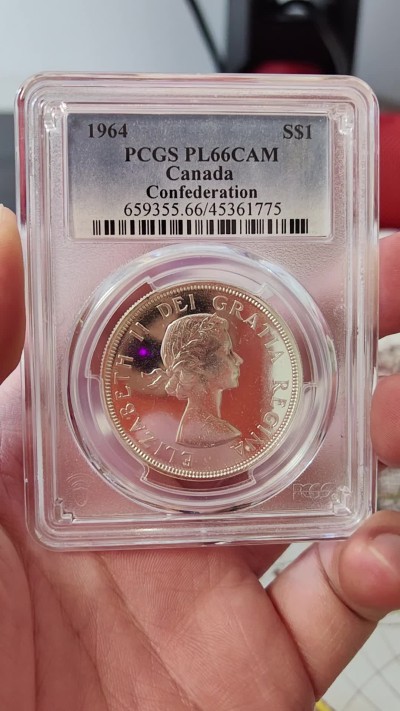 1964 S$1
PCGS PL66CAM
Canada
Confederation
659355.66/45361775
ELIZABETH II DEI GRATIA REGINA
PCGS